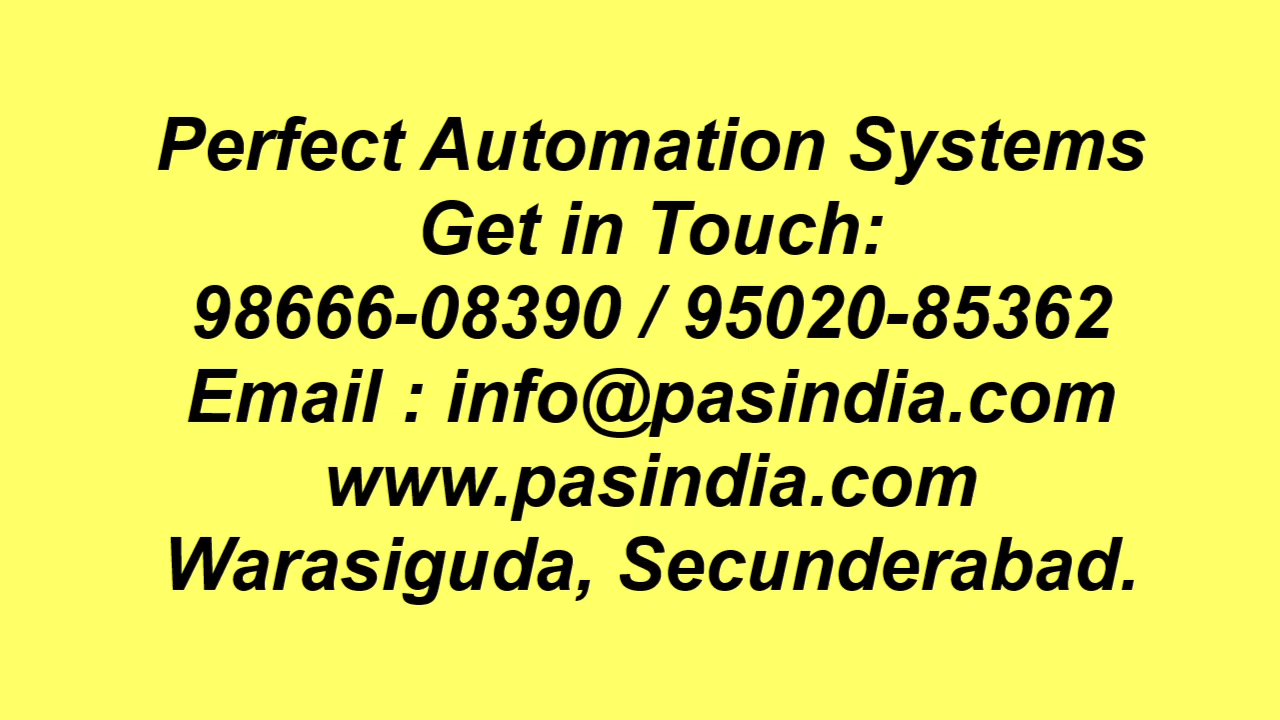 Perfect Automation Systems
Get in Touch:
98666-08390 / 95020-85362
Email : info@pasindia.com
www.pasindia.com
Warasiguda, Secunderabad.